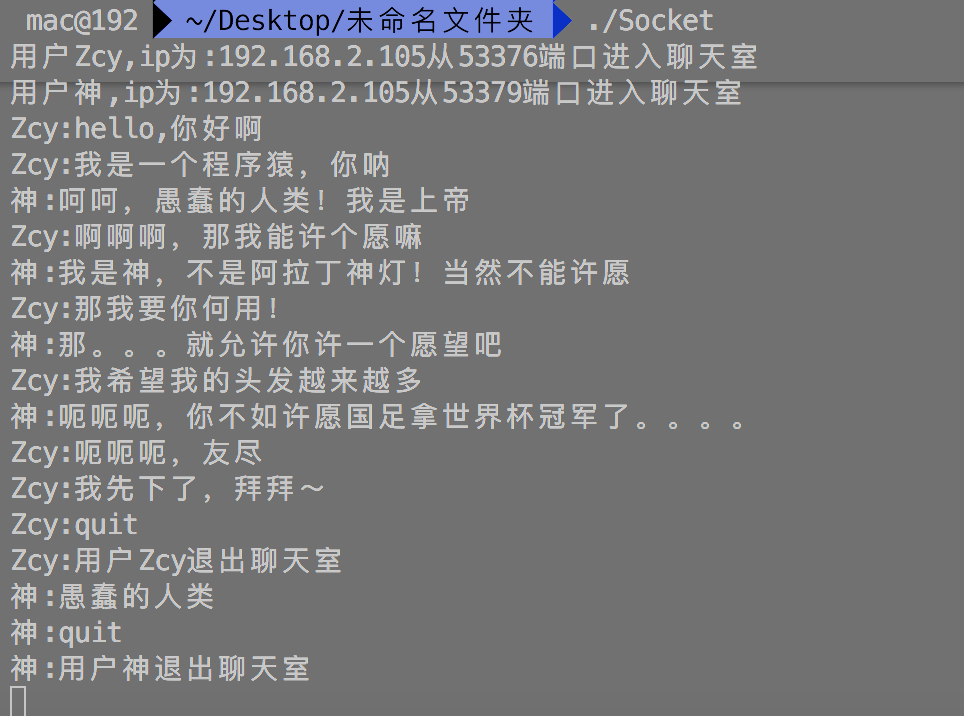 mac@192 ~/Desktop/未命名文件夹 ./Socket
用户Zcy,ip为:192.168.2.105从53376端口进入聊天室
用户神,ip为:192.168.2.105从53379端口进入聊天室
Zcy:hello,你好啊
Zcy:我是一个程序猿，你呐
神:呵呵，愚蠢的人类！我是上帝
Zcy:啊啊啊，那我能许个愿嘛
神:我是神，不是阿拉丁神灯！当然不能许愿
Zcy:那我要你何用！
神:那。。。就允许你许一个愿望吧
Zcy:我希望我的头发越来越多
神:呃呃呃，你不如许愿国足拿世界杯冠军了。。。。
Zcy:呃呃呃，友尽
Zcy:我先下了，拜拜～
Zcy:quit
Zcy:用户Zcy退出聊天室
神:愚蠢的人类
神:quit
神:用户神退出聊天室